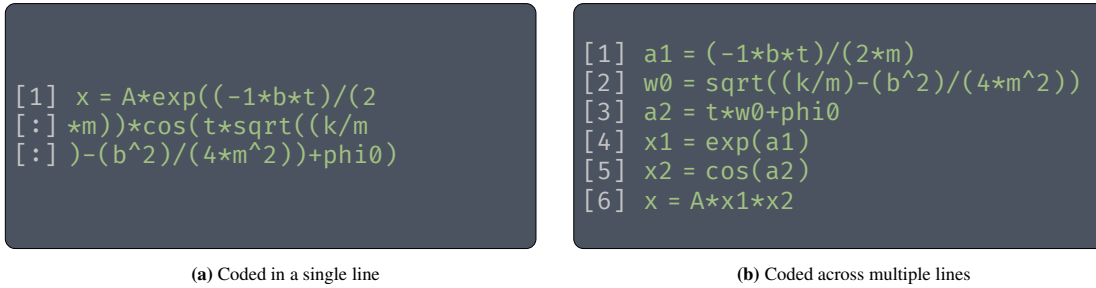 [1] x = A*exp((-1*b*t)/(2
[:] *m))*cos(t*sqrt((k/m
[:] )-(b^2)/(4*m^2))+phi0)
(a) Coded in a single line
[1] a1 = (-1*b*t)/(2*m)
[2] w0 = sqrt((k/m)-(b^2)/(4*m^2))
[3] a2 = t*w0+phi0
[4] x1 = exp(a1)
[5] x2 = cos(a2)
[6] x = A*x1*x2
(b) Coded across multiple lines